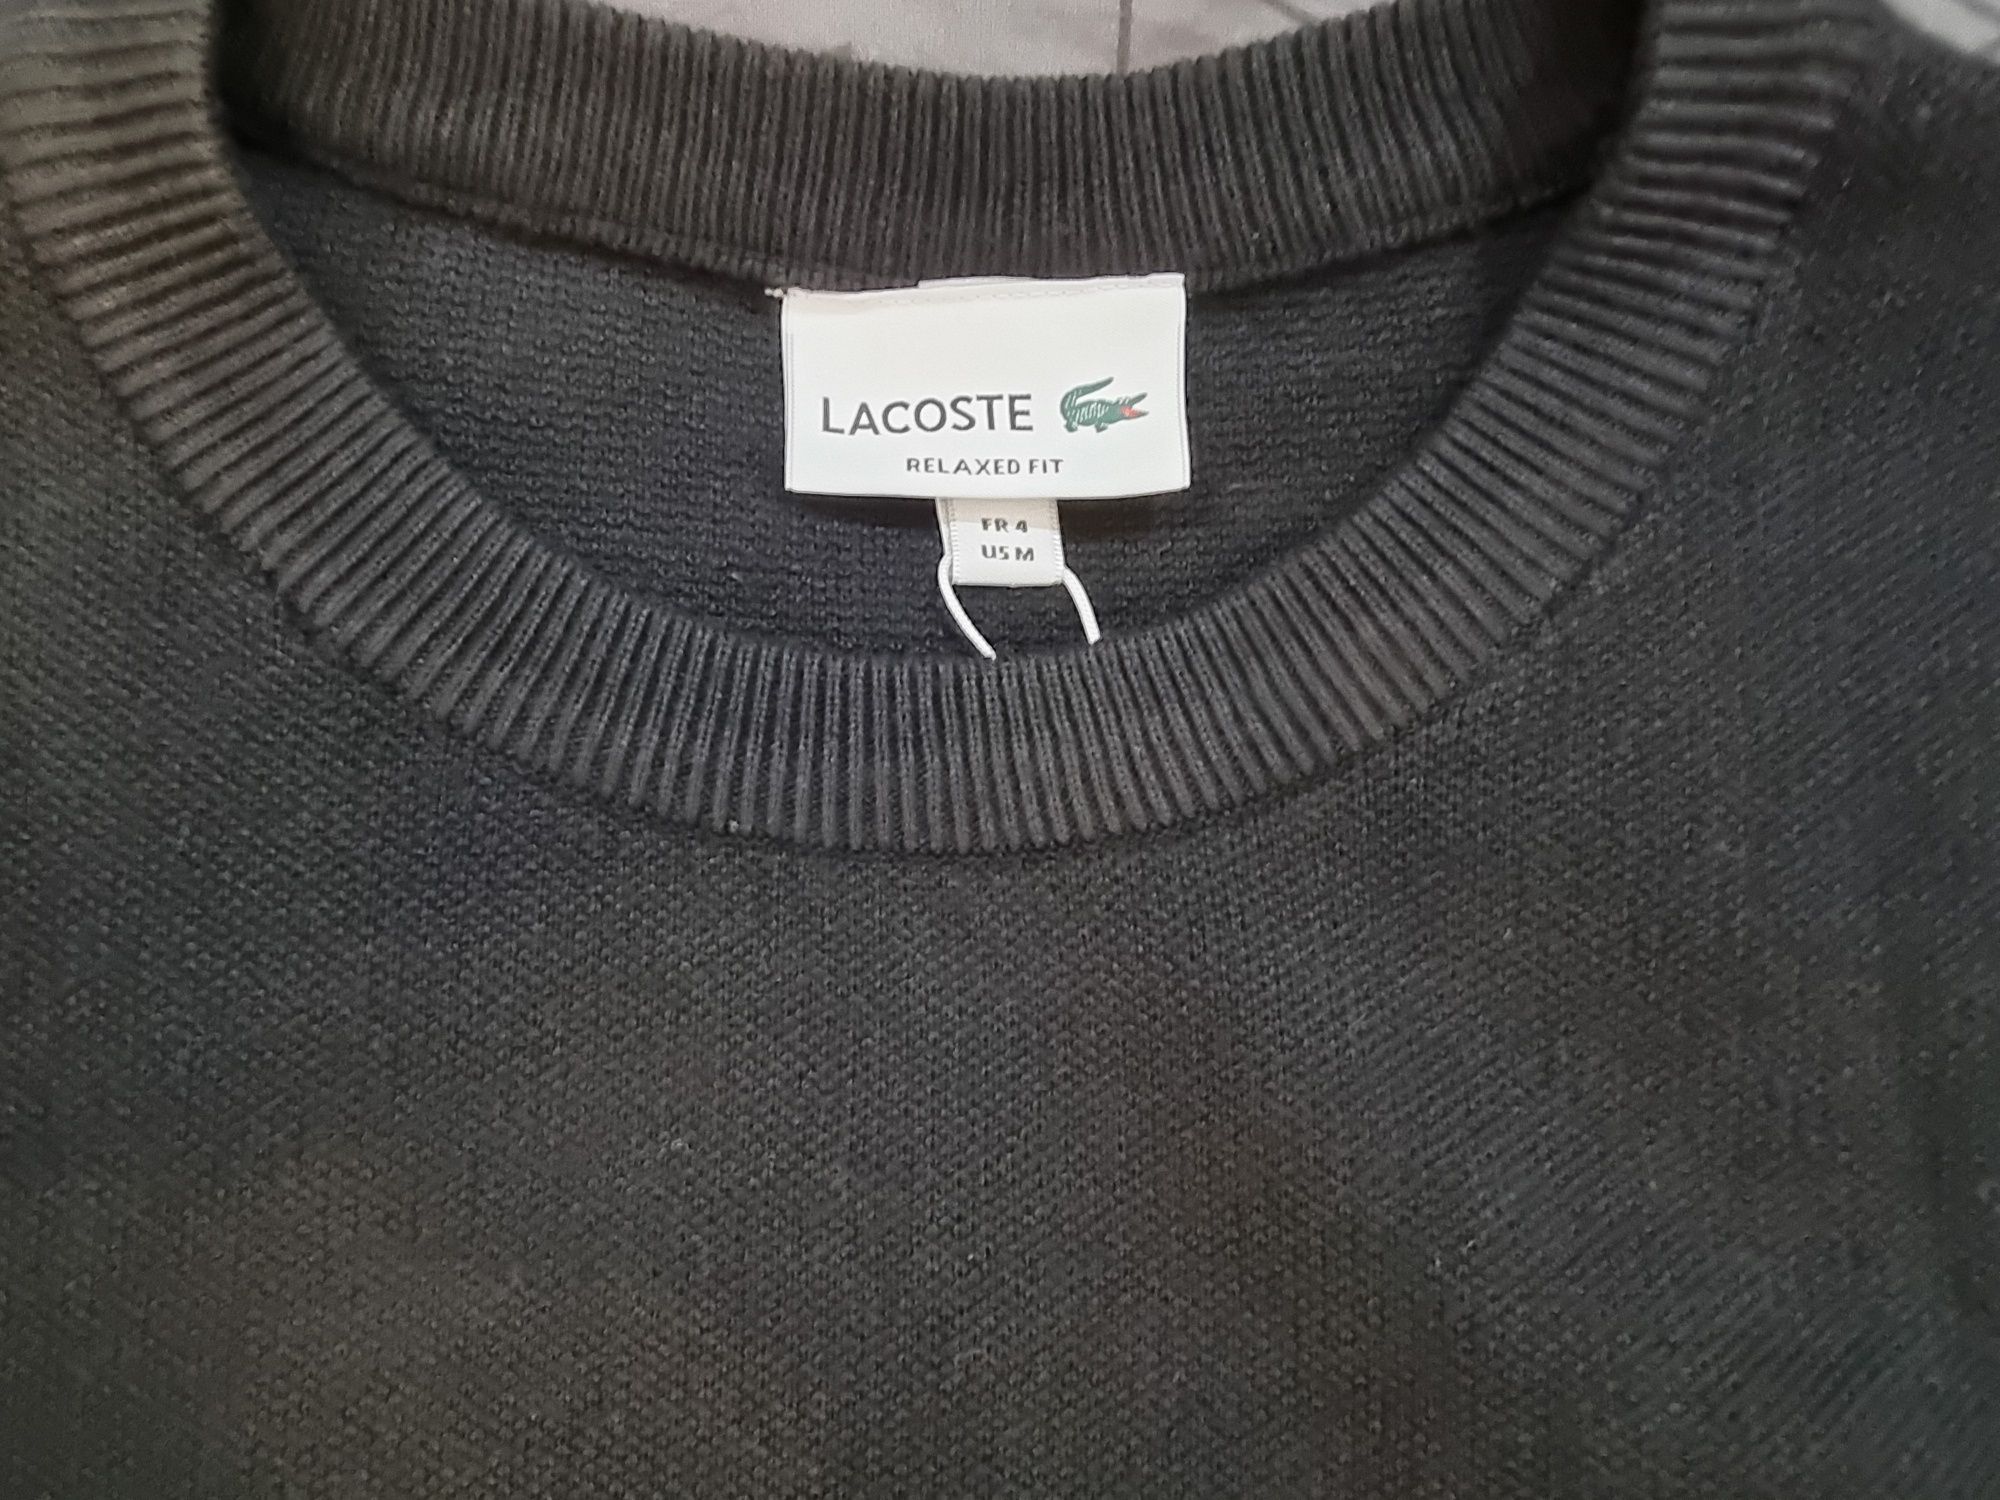 LACOSTE
RELAXED FIT
FR 4
US M